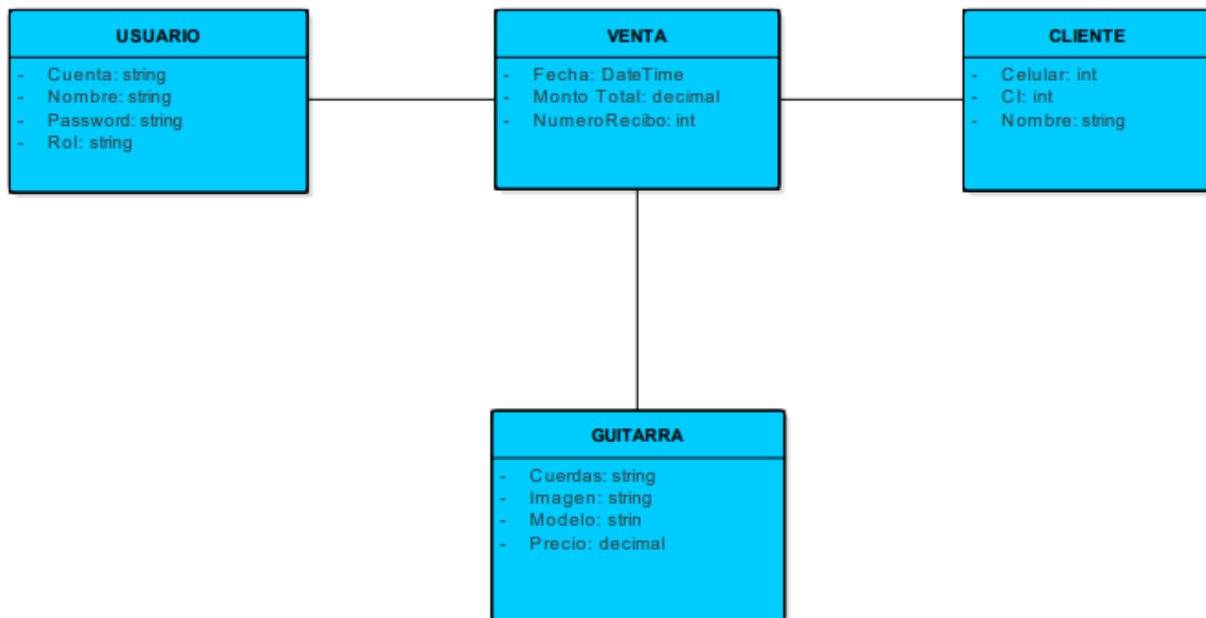 USUARIO
- Cuenta: string
- Nombre: string
- Password: string
- Rol: string
VENTA
- Fecha: DateTime
- Monto Total: decimal
- NumeroRecibo: int
CLIENTE
- Celular: int
- CI: int
- Nombre: string
GUITARRA
- Cuerdas: string
- Imagen: string
- Modelo: strin
- Precio: decimal